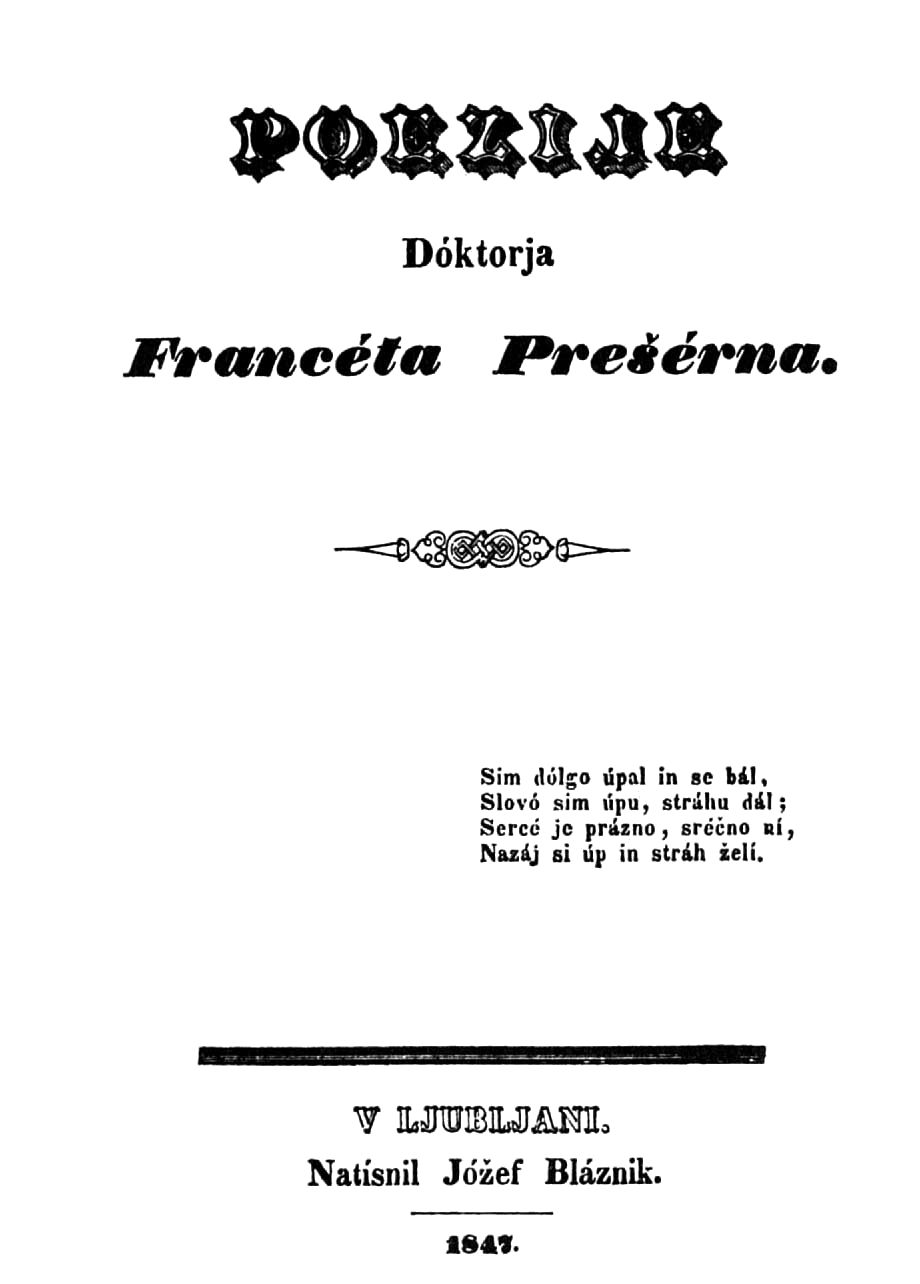 POEZIJE
Dóktorja
Francéta Prešérna.
Sim dólgo úpal in se bál,
Slovó sim úpu, stráhu dál;
Sercé je prázno, sréčno ní,
Nazáj si úp in stráh želí.
V LJUBLJANI.
Natísnil Jóžef Bláznik.
1847.